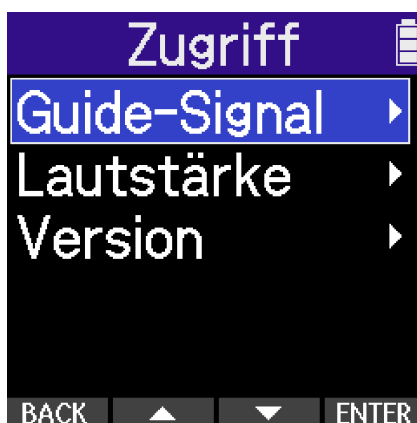 Zugriff
Guide-Signal
Lautstärke
Version
BACK ENTER